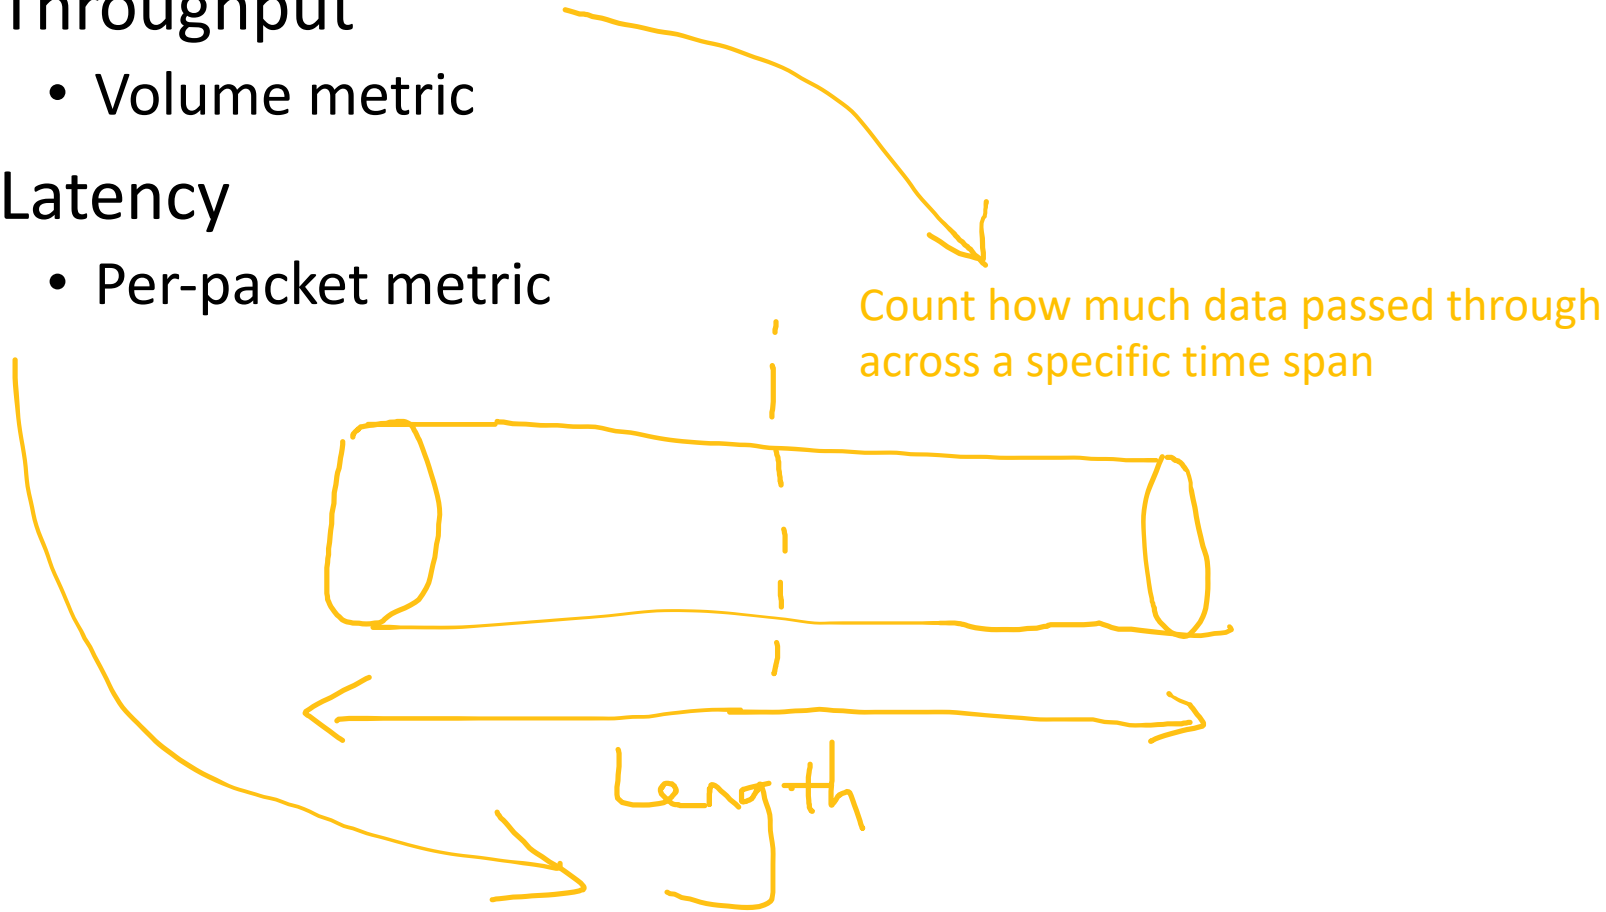 Throughput
• Volume metric
Latency
• Per-packet metric
Count how much data passed through
across a specific time span
Length